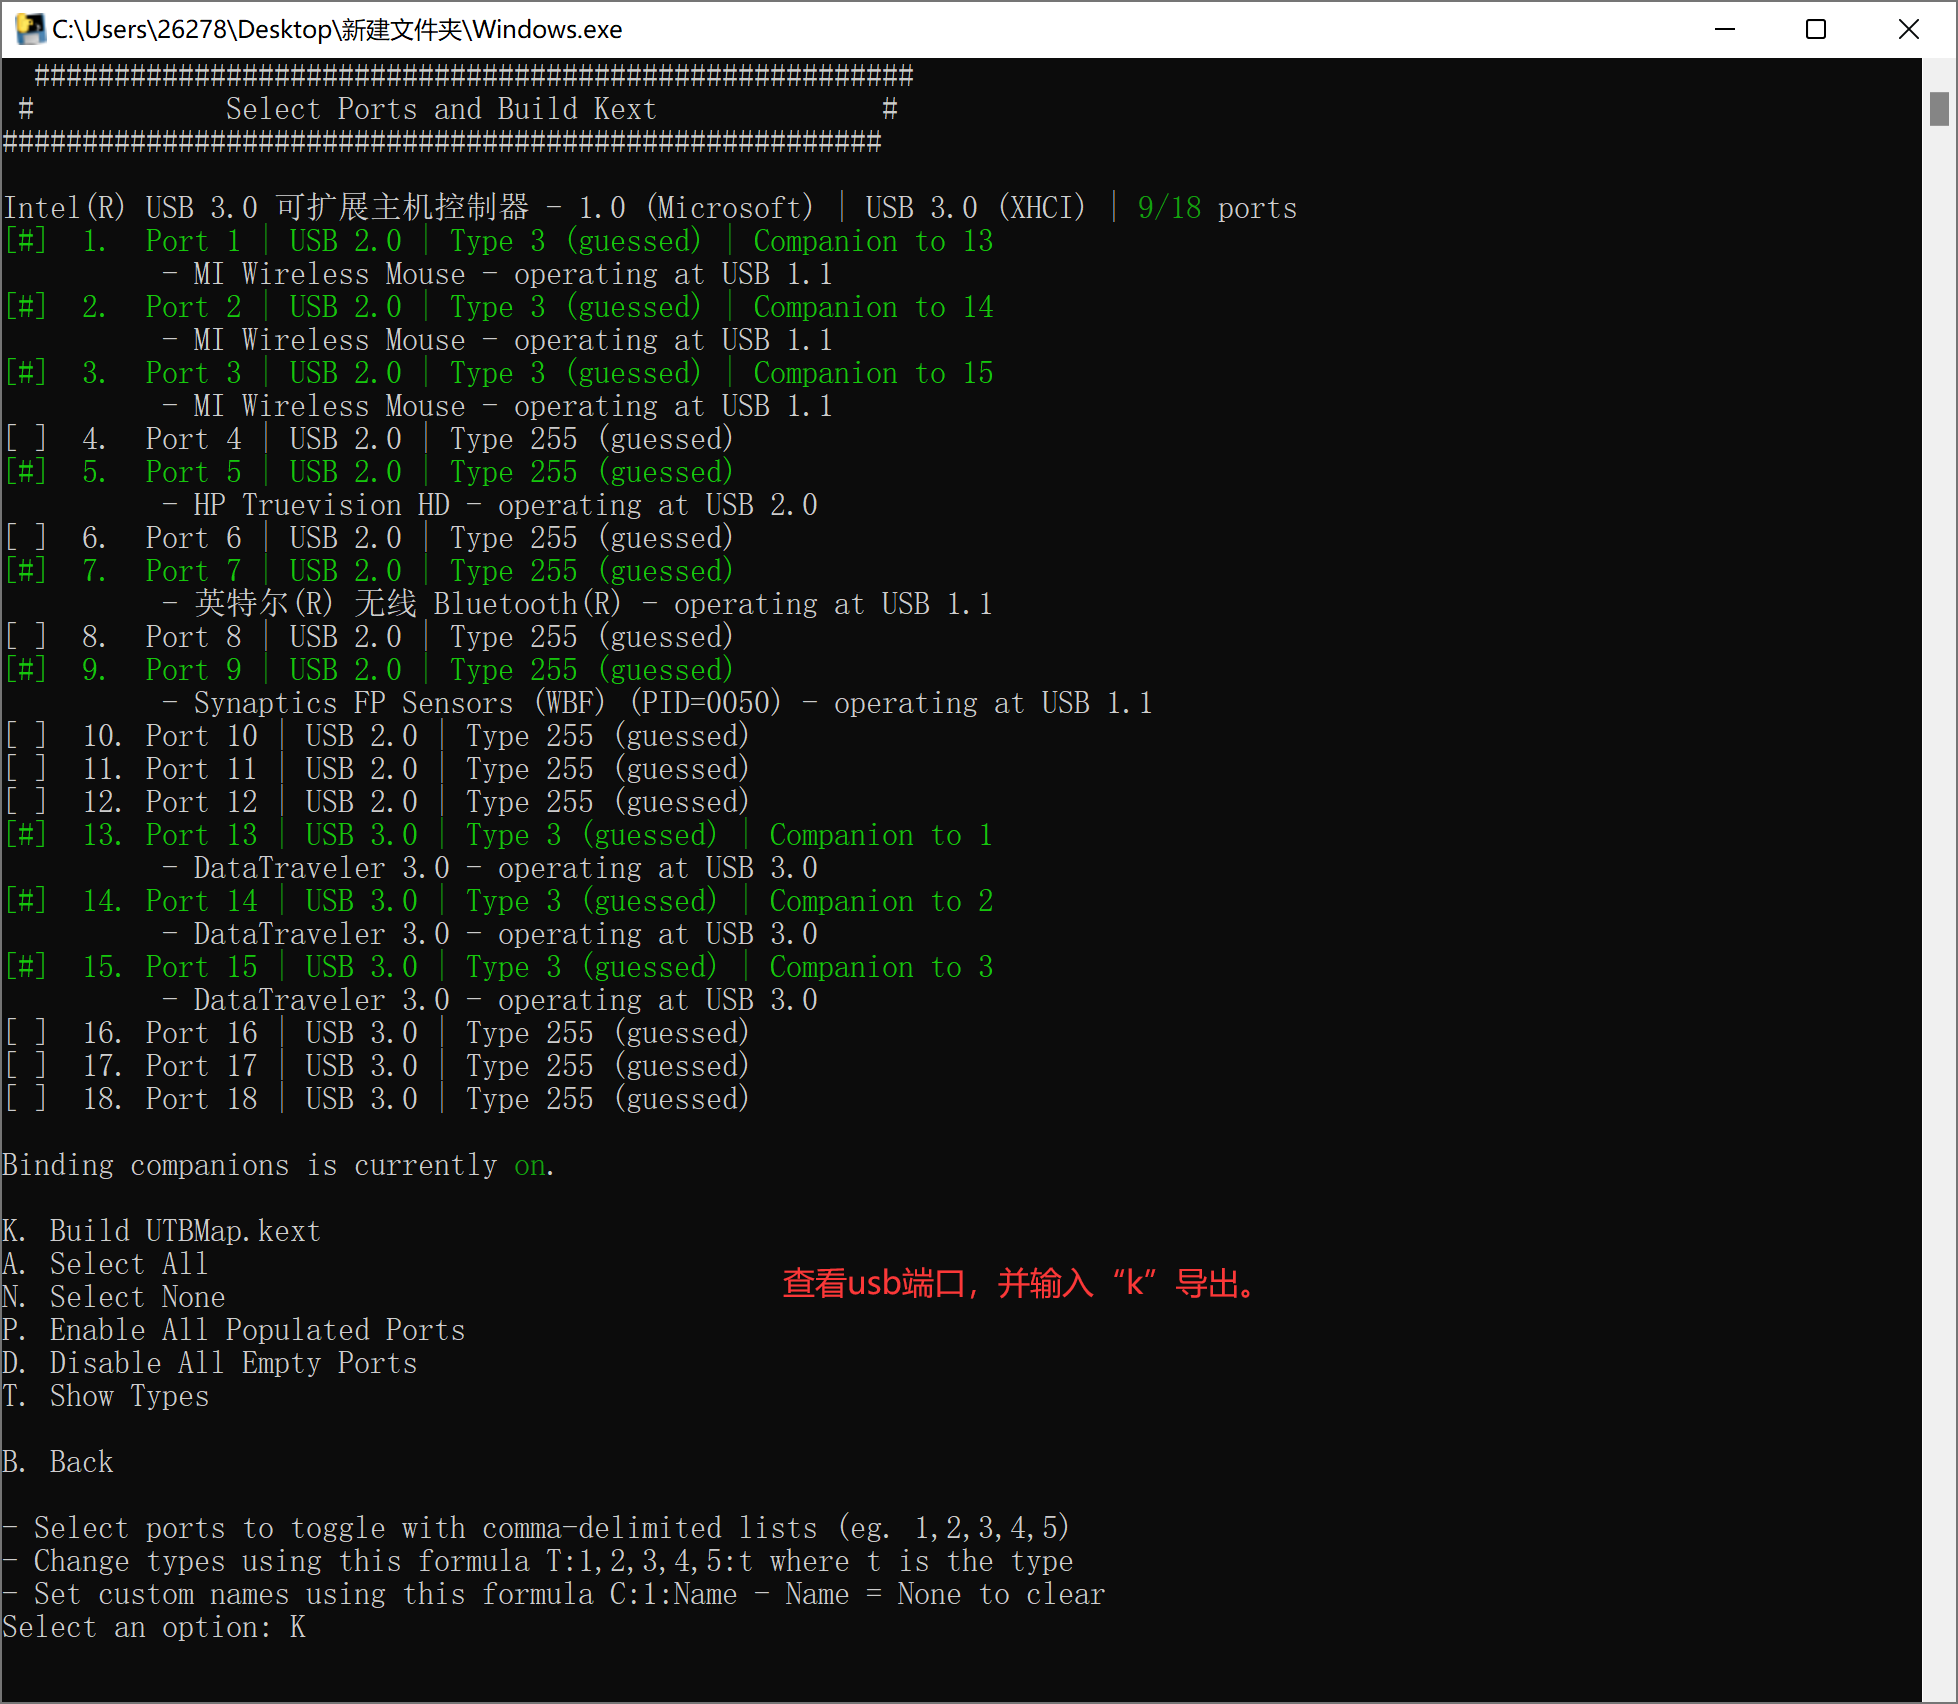 C:\Users\26278\Desktop\新建文件夹\Windows.exe
#######################################################
# Select Ports and Build Kext #
#######################################################
Intel(R) USB 3.0 可扩展主机控制器 - 1.0 (Microsoft) | USB 3.0 (XHCI) | 9/18 ports
[#] 1. Port 1 | USB 2.0 | Type 3 (guessed) | Companion to 13
- MI Wireless Mouse - operating at USB 1.1
[#] 2. Port 2 | USB 2.0 | Type 3 (guessed) | Companion to 14
- MI Wireless Mouse - operating at USB 1.1
[#] 3. Port 3 | USB 2.0 | Type 3 (guessed) | Companion to 15
- MI Wireless Mouse - operating at USB 1.1
[ ] 4. Port 4 | USB 2.0 | Type 255 (guessed)
[#] 5. Port 5 | USB 2.0 | Type 255 (guessed)
- HP Truevision HD - operating at USB 2.0
[ ] 6. Port 6 | USB 2.0 | Type 255 (guessed)
[#] 7. Port 7 | USB 2.0 | Type 255 (guessed)
- 英特尔(R) 无线 Bluetooth(R) - operating at USB 1.1
[ ] 8. Port 8 | USB 2.0 | Type 255 (guessed)
[#] 9. Port 9 | USB 2.0 | Type 255 (guessed)
- Synaptics FP Sensors (WBF) (PID=0050) - operating at USB 1.1
[ ] 10. Port 10 | USB 2.0 | Type 255 (guessed)
[ ] 11. Port 11 | USB 2.0 | Type 255 (guessed)
[ ] 12. Port 12 | USB 2.0 | Type 255 (guessed)
[#] 13. Port 13 | USB 3.0 | Type 3 (guessed) | Companion to 1
- DataTraveler 3.0 - operating at USB 3.0
[#] 14. Port 14 | USB 3.0 | Type 3 (guessed) | Companion to 2
- DataTraveler 3.0 - operating at USB 3.0
[#] 15. Port 15 | USB 3.0 | Type 3 (guessed) | Companion to 3
- DataTraveler 3.0 - operating at USB 3.0
[ ] 16. Port 16 | USB 3.0 | Type 255 (guessed)
[ ] 17. Port 17 | USB 3.0 | Type 255 (guessed)
[ ] 18. Port 18 | USB 3.0 | Type 255 (guessed)
Binding companions is currently on.
K. Build UTBMap.kext
A. Select All
查看usb端口，并输入“k”导出。
N. Select None
P. Enable All Populated Ports
D. Disable All Empty Ports
T. Show Types
B. Back
- Select ports to toggle with comma-delimited lists (eg. 1,2,3,4,5)
- Change types using this formula T:1,2,3,4,5:t where t is the type
- Set custom names using this formula C:1:Name - Name = None to clear
Select an option: K